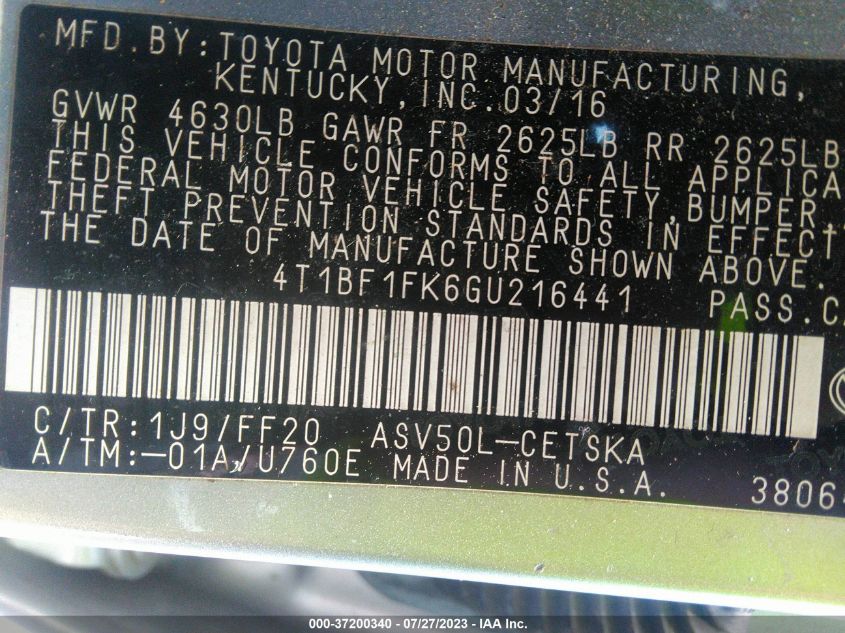 MFD.BY:TOYOTA MOTOR MANUFACTURING,
KENTUCKY,INC.03/16
GVWR 4630LB GAWR FR 2625LB RR 2625LB
THIS VEHICLE CONFORMS TO ALL APPLICA
FEDERAL MOTOR VEHICLE SAFETY,BUMPER
THEFT PREVENTION STANDARDS IN EFFECT
THE DATE OF MANUFACTURE SHOWN ABOVE.
4T1BF1FK6GU216441 PASS.CA
C/TR:1J9/FF20 ASV50L-CETSKA
A/TM:-01A/U760E MADE IN U.S.A. 3806
000-37200340 - 07/27/2023 - IAA Inc.